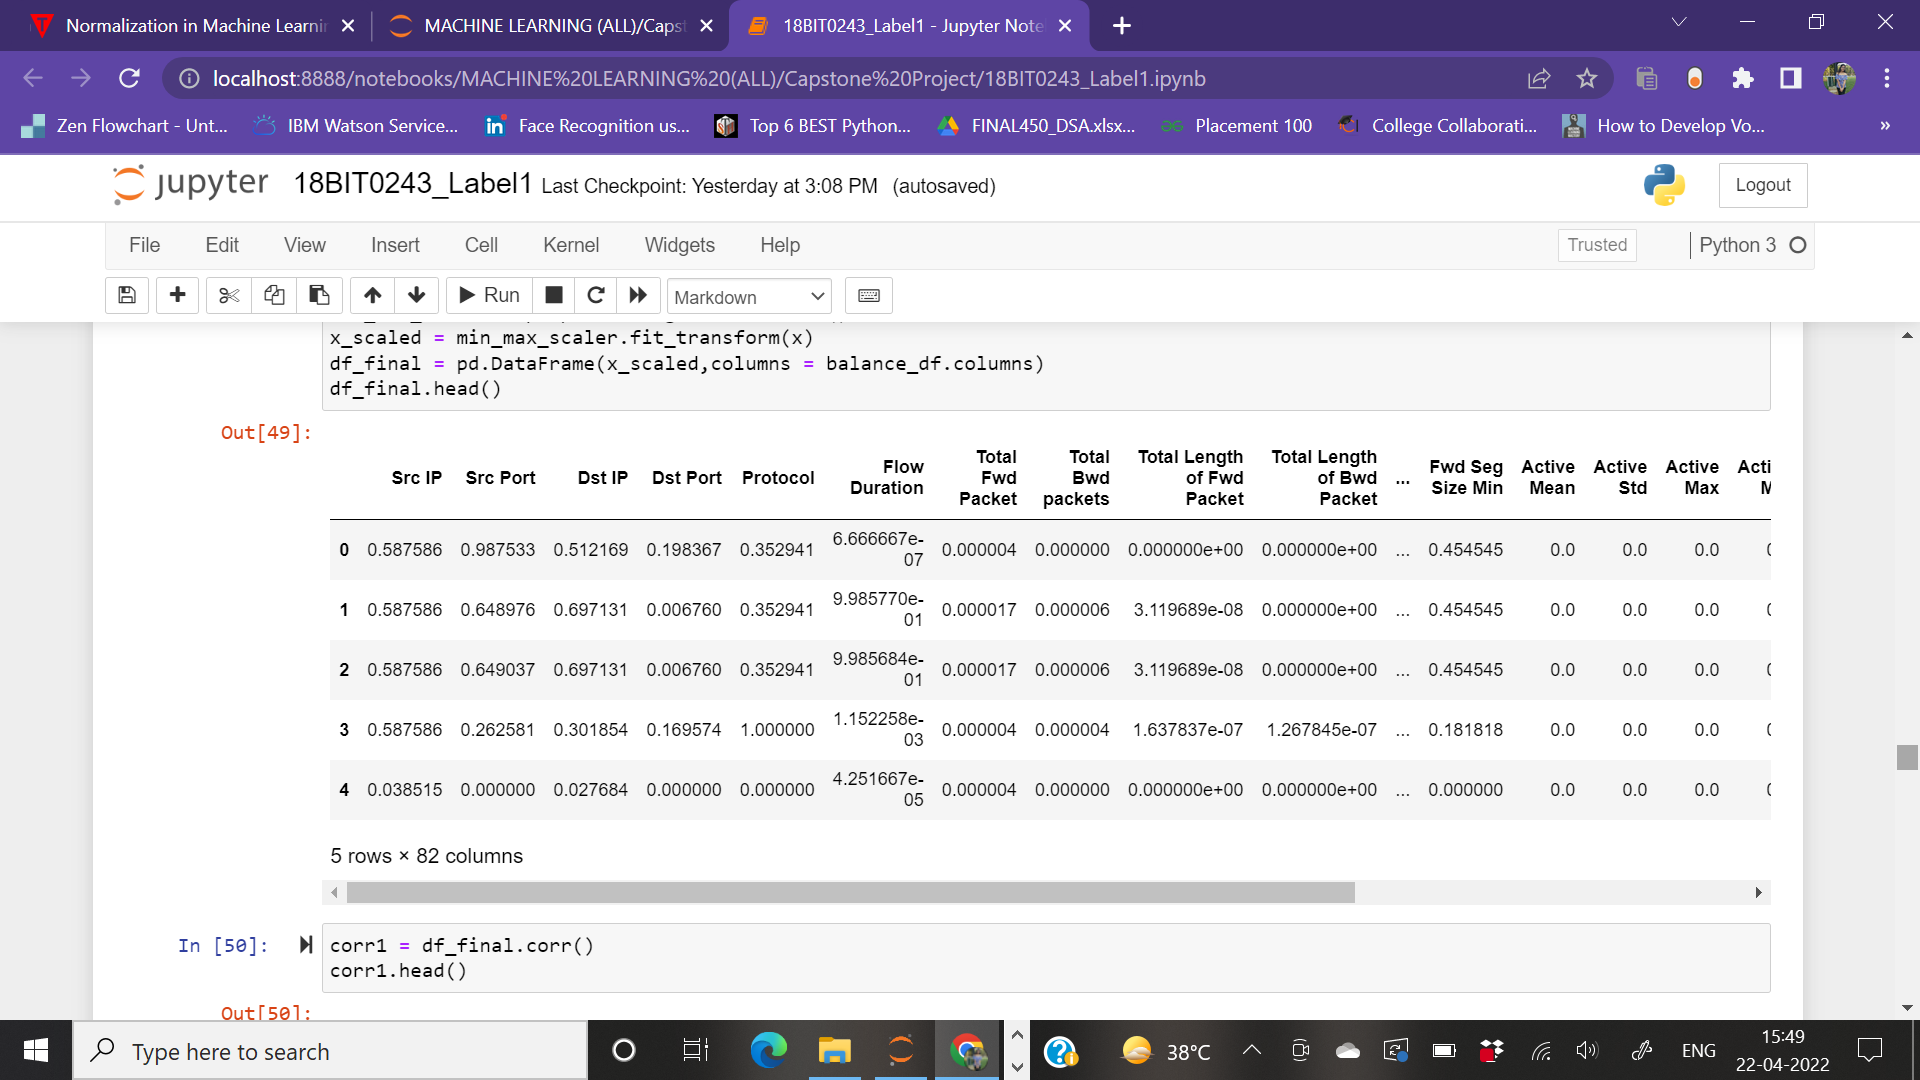 Normalization in Machine Learni
MACHINE LEARNING (ALL)/Capst
18BIT0243_Label1 - Jupyter Note
localhost:8888/notebooks/MACHINE%20LEARNING%20(ALL)/Capstone%20Project/18BIT0243_Label1.ipynb
Zen Flowchart - Unt... IBM Watson Service... Face Recognition us... Top 6 BEST Python... FINAL450_DSA.xlsx... Placement 100 College Collaborati... How to Develop Vo... »
jupyter 18BIT0243_Label1 Last Checkpoint: Yesterday at 3:08 PM (autosaved) Logout
File Edit View Insert Cell Kernel Widgets Help Trusted Python 3
Run Markdown
x_scaled = min_max_scaler.fit_transform(x)
df_final = pd.DataFrame(x_scaled,columns = balance_df.columns)
df_final.head()
Out[49]:
Src IP Src Port Dst IP Dst Port Protocol Flow Duration Total Fwd Packet Total Bwd packets Total Length of Fwd Packet Total Length of Bwd Packet ... Fwd Seg Size Min Active Mean Active Std Active Max Acti
0 0.587586 0.987533 0.512169 0.198367 0.352941 6.666667e-07 0.000004 0.000000 0.000000e+00 0.000000e+00 ... 0.454545 0.0 0.0 0.0
1 0.587586 0.648976 0.697131 0.006760 0.352941 9.985770e-01 0.000017 0.000006 3.119689e-08 0.000000e+00 ... 0.454545 0.0 0.0 0.0
2 0.587586 0.649037 0.697131 0.006760 0.352941 9.985684e-01 0.000017 0.000006 3.119689e-08 0.000000e+00 ... 0.454545 0.0 0.0 0.0
3 0.587586 0.262581 0.301854 0.169574 1.000000 1.152258e-03 0.000004 0.000004 1.637837e-07 1.267845e-07 ... 0.181818 0.0 0.0 0.0
4 0.038515 0.000000 0.027684 0.000000 0.000000 4.251667e-05 0.000004 0.000000 0.000000e+00 0.000000e+00 ... 0.000000 0.0 0.0 0.0
5 rows × 82 columns
In [50]: corr1 = df_final.corr()
corr1.head()
Out[50]:
Type here to search 38°C ENG 15:49
22-04-2022